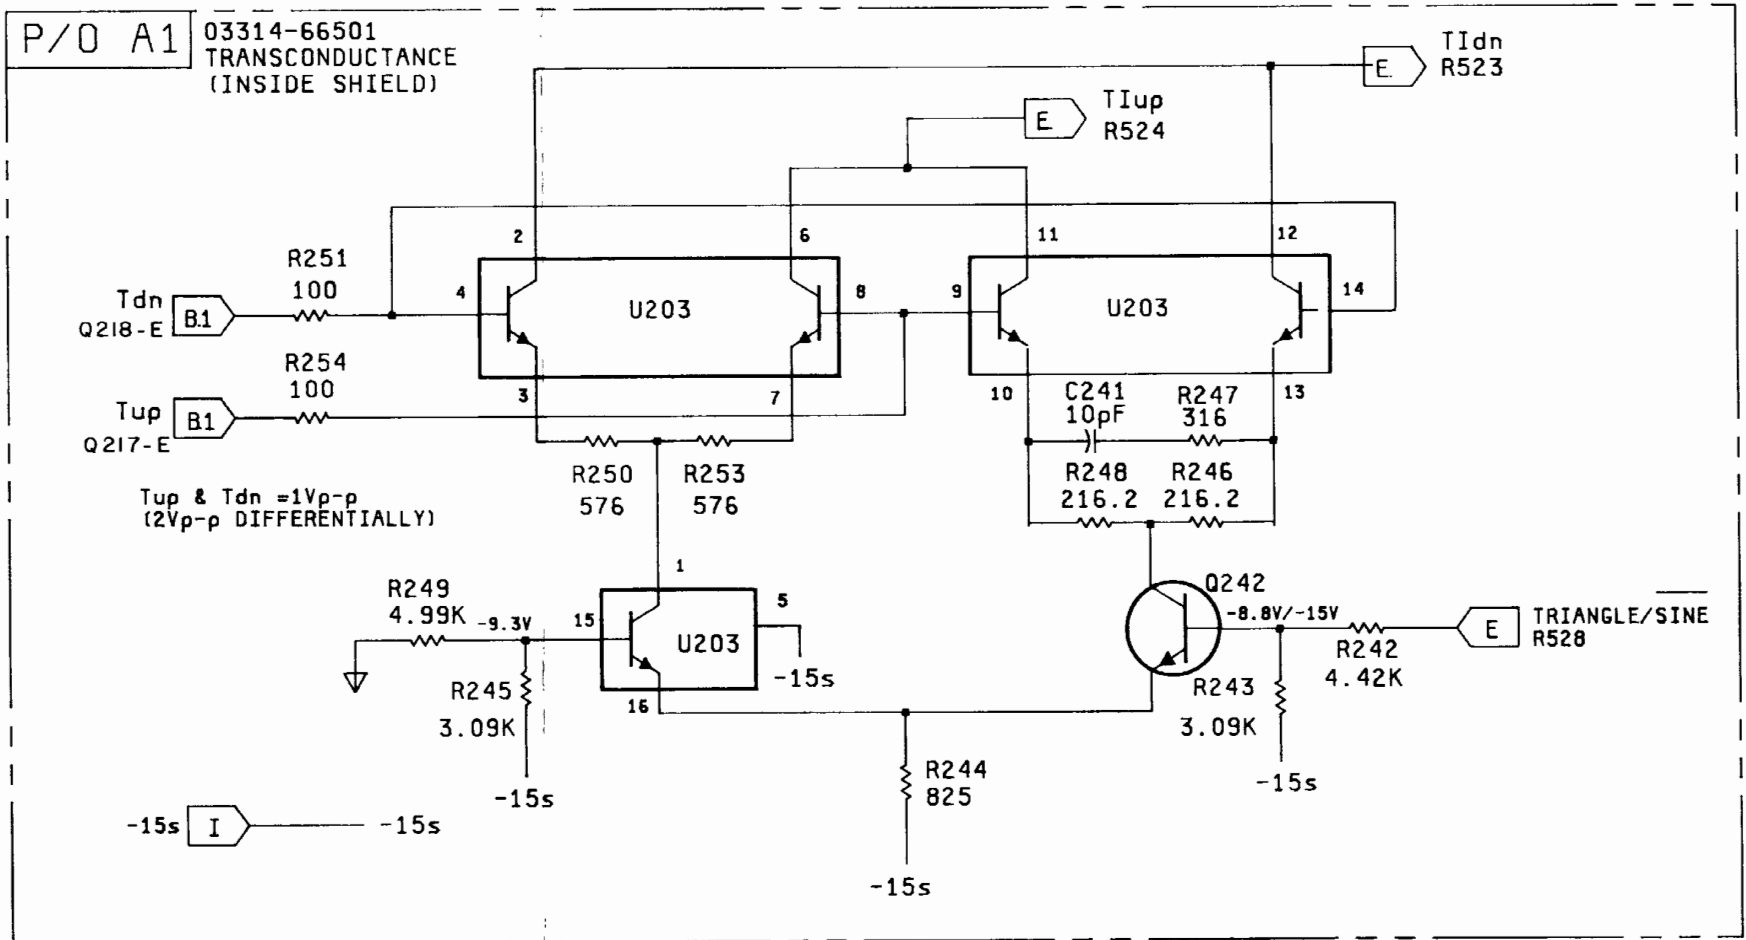 P/O A1
03314-66501
TRANSCONDUCTANCE
(INSIDE SHIELD)
TIdn
R523
E
TIup
R524
E
2
6
11
12
R251
100
4
U203
8
9
U203
14
Tdn
Q218-E
B.1
R254
100
3
7
10
13
C241
10pF
R247
316
Tup
Q217-E
B.1
R250
576
R253
576
R248
216.2
R246
216.2
Tup & Tdn =1Vp-p
(2Vp-p DIFFERENTIALLY)
1
Q242
R249
4.99K
-9.3V
15
5
U203
-15s
-8.8V/-15V
E
TRIANGLE/SINE
R528
R242
4.42K
R245
3.09K
16
R243
3.09K
-15s
R244
825
-15s
-15s
I
-15s
-15s